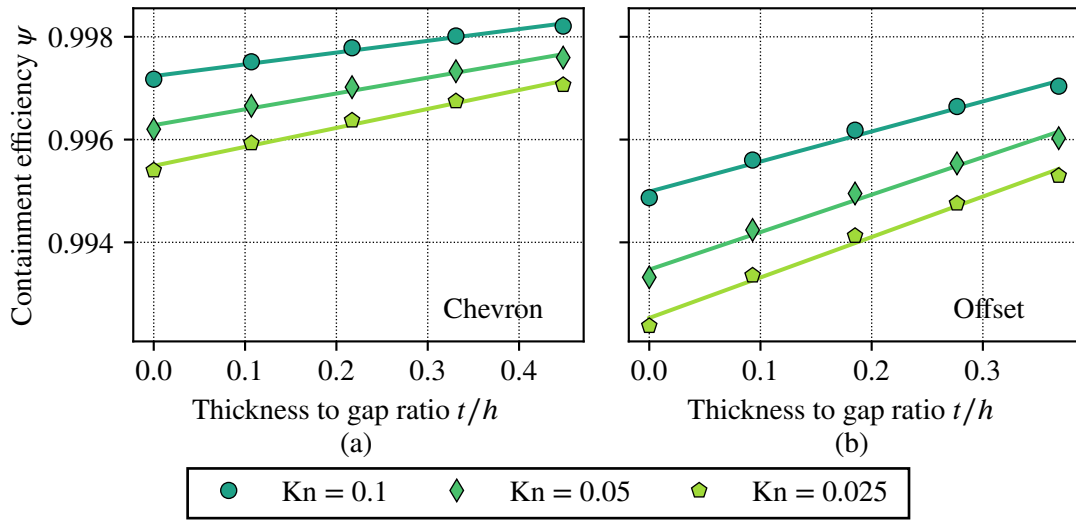 Containment efficiency ψ
0.998
0.996
0.994
Chevron
Offset
0.0 0.1 0.2 0.3 0.4
0.0 0.1 0.2 0.3
Thickness to gap ratio t/h
Thickness to gap ratio t/h
(a)
(b)
Kn = 0.1 Kn = 0.05 Kn = 0.025